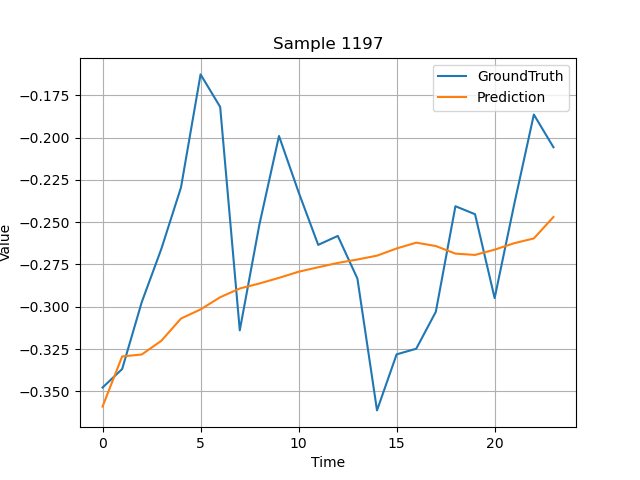 Sample 1197
GroundTruth
Prediction
−0.175
−0.200
−0.225
−0.250
−0.275
−0.300
−0.325
−0.350
Value
0 5 10 15 20
Time